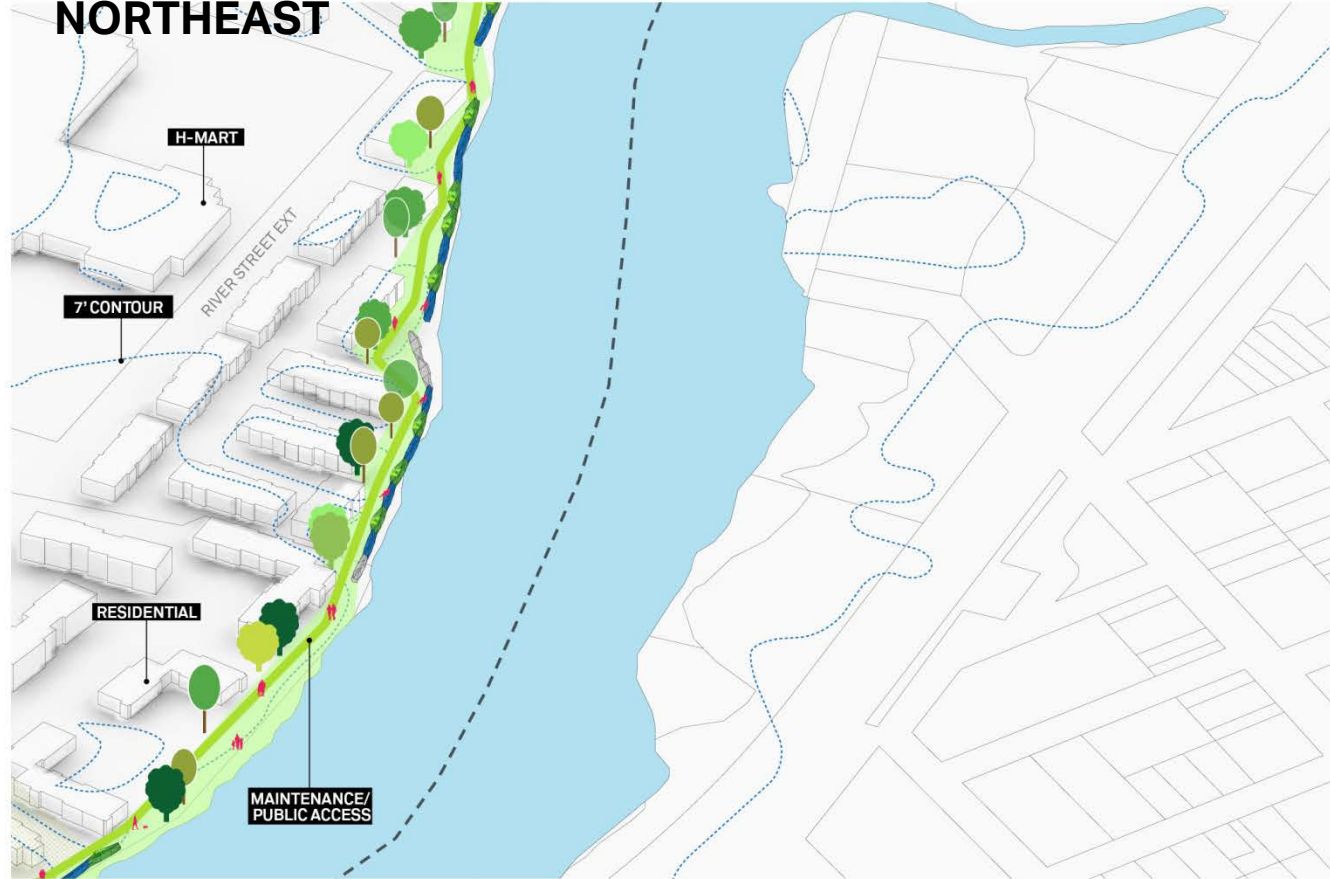 NORTHEAST
H-MART
RIVER STREET EXT
7' CONTOUR
RESIDENTIAL
MAINTENANCE/
PUBLIC ACCESS